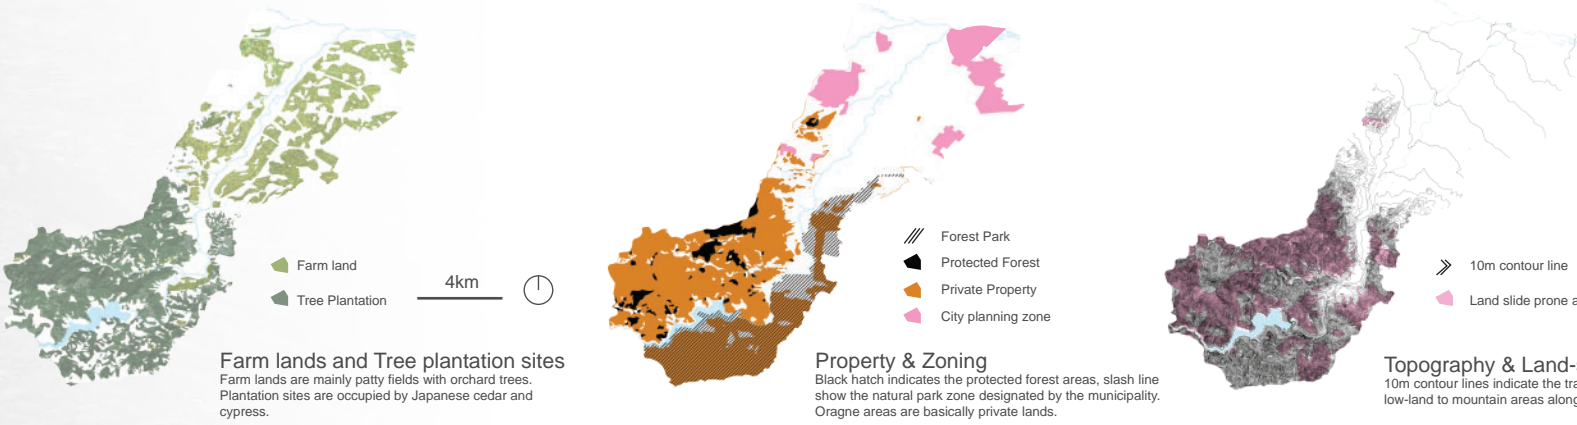 Farm land
Tree Plantation
4km
Farm lands and Tree plantation sites
Farm lands are mainly patty fields with orchard trees.
Plantation sites are occupied by Japanese cedar and
cypress.
Forest Park
Protected Forest
Private Property
City planning zone
Property & Zoning
Black hatch indicates the protected forest areas, slash line
show the natural park zone designated by the municipality.
Oragne areas are basically private lands.
10m contour line
Land slide prone a
Topography & Land-
10m contour lines indicate the tra
low-land to mountain areas along